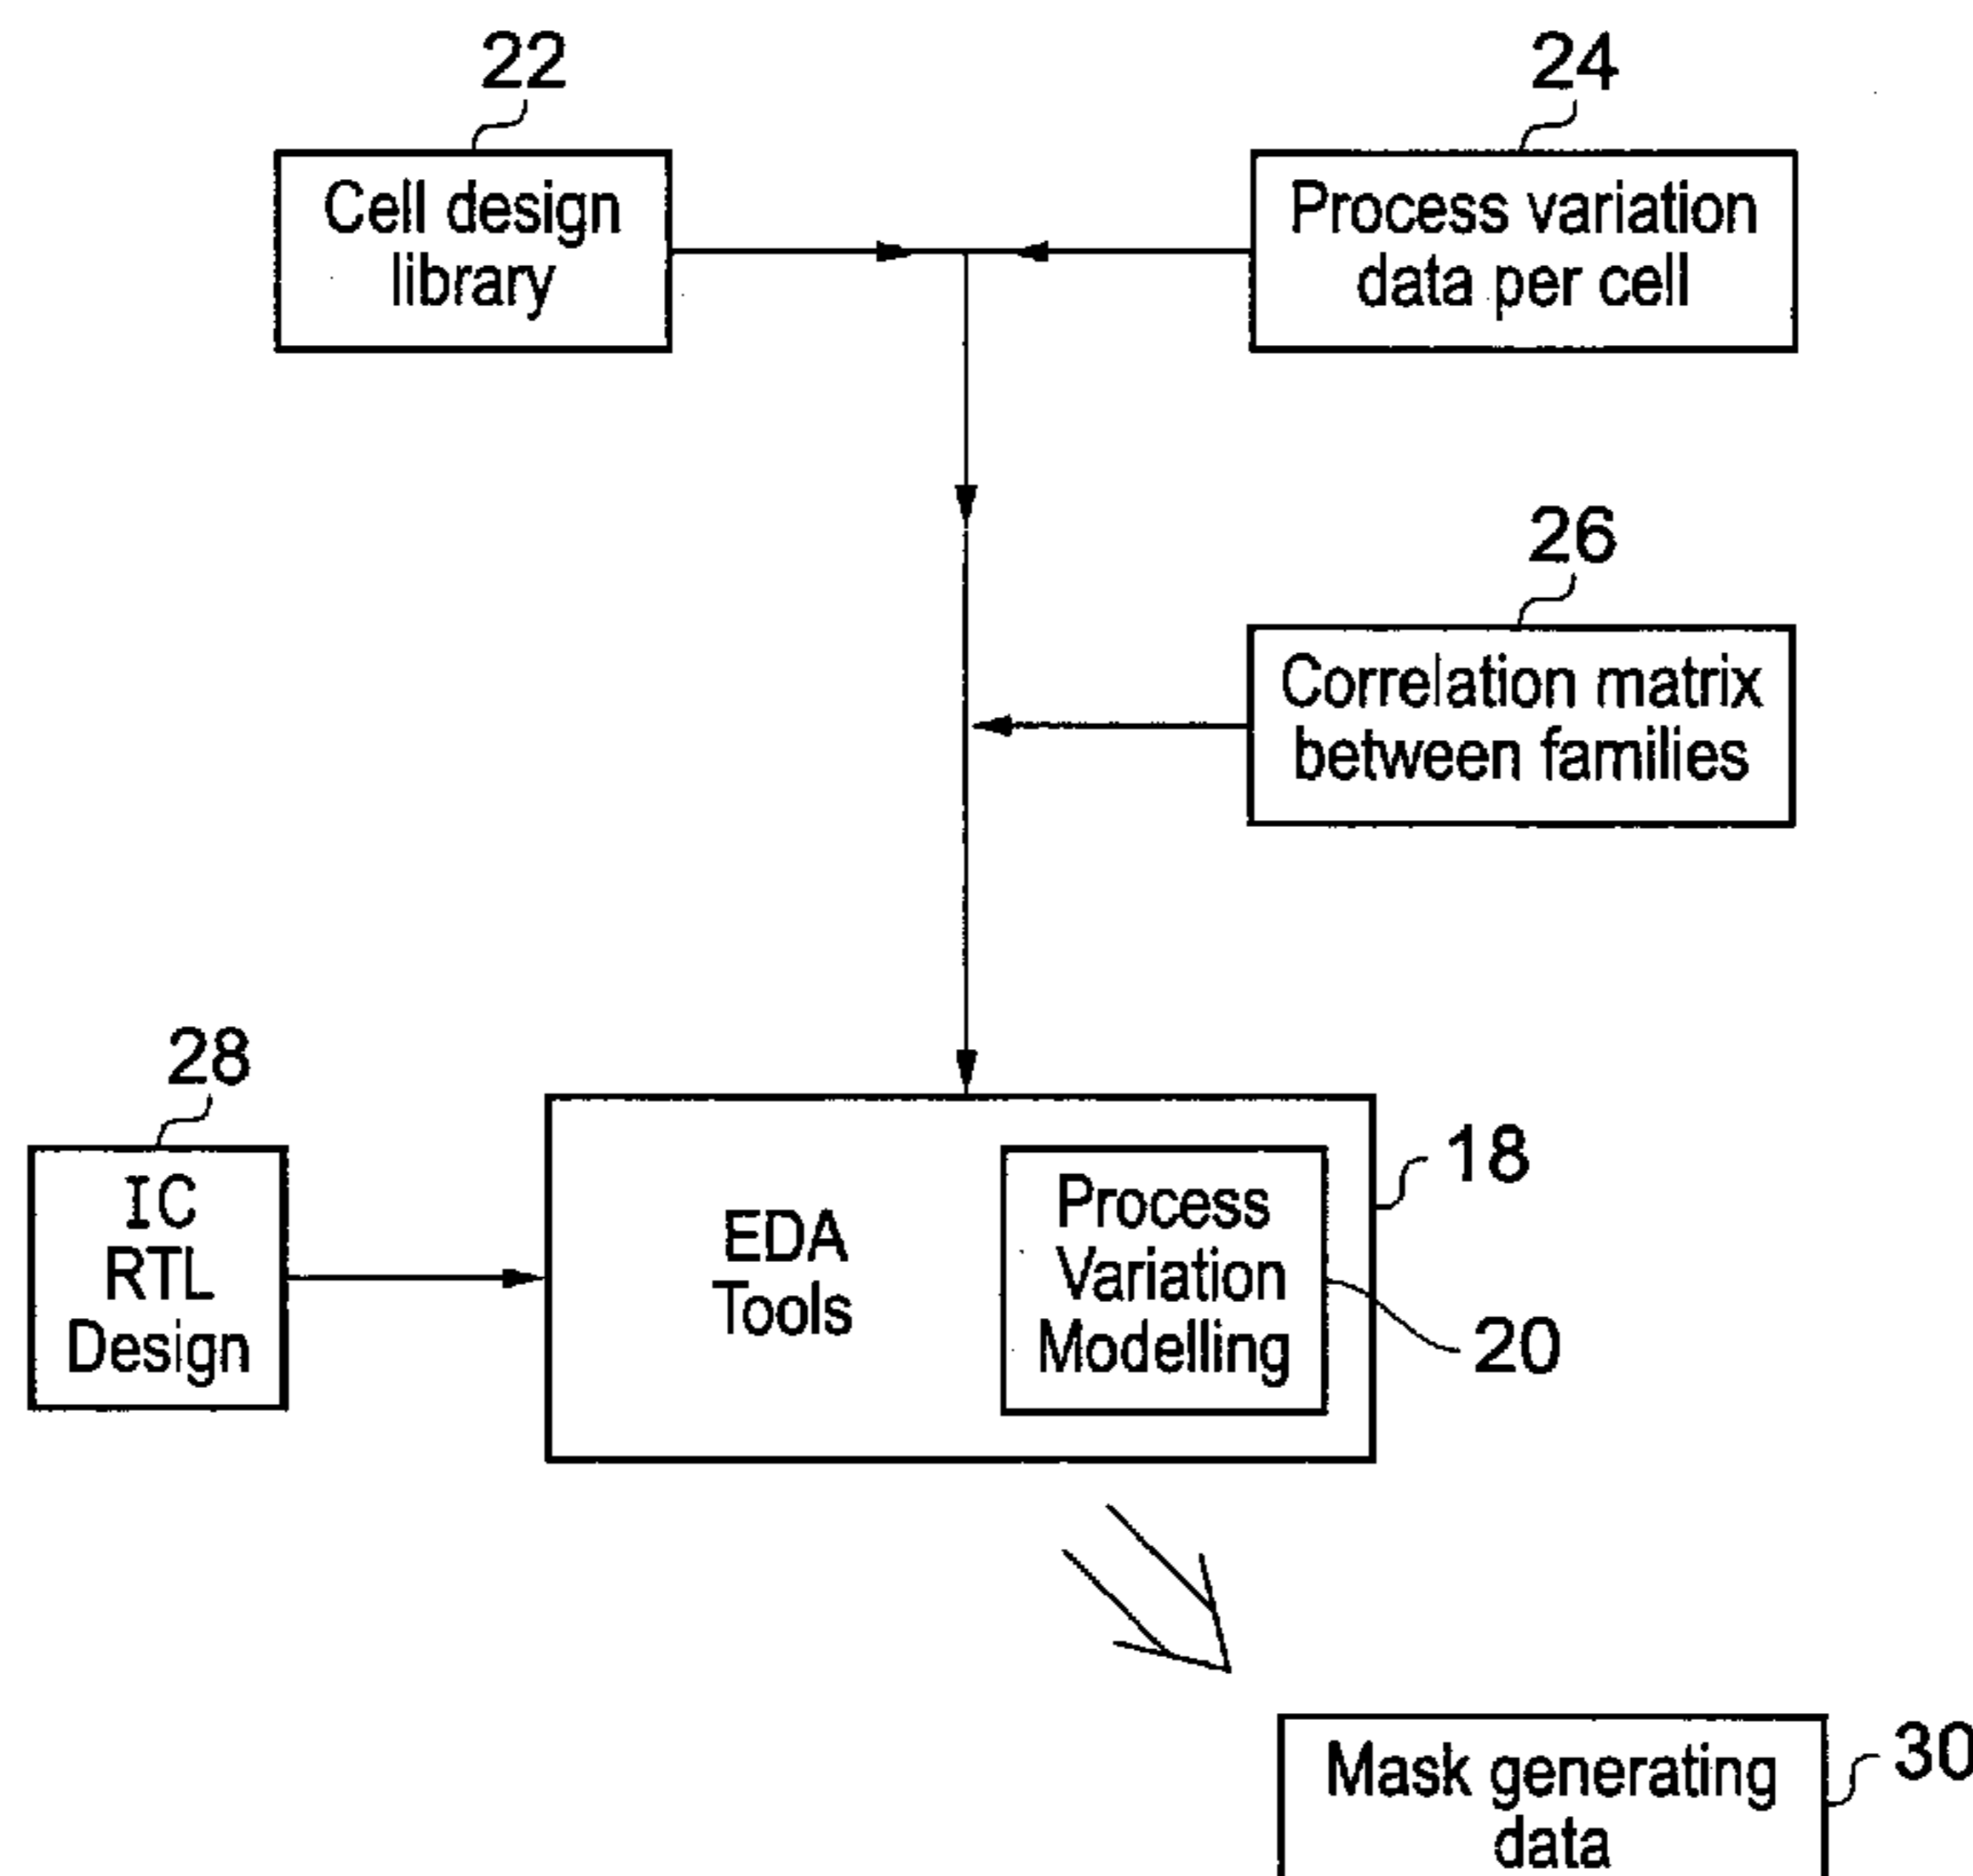 22
24
Cell design
library
Process variation
data per cell
26
Correlation matrix
between families
28
IC
RTL
Design
EDA
Tools
Process
Variation
Modelling
18
20
Mask generating
data
30